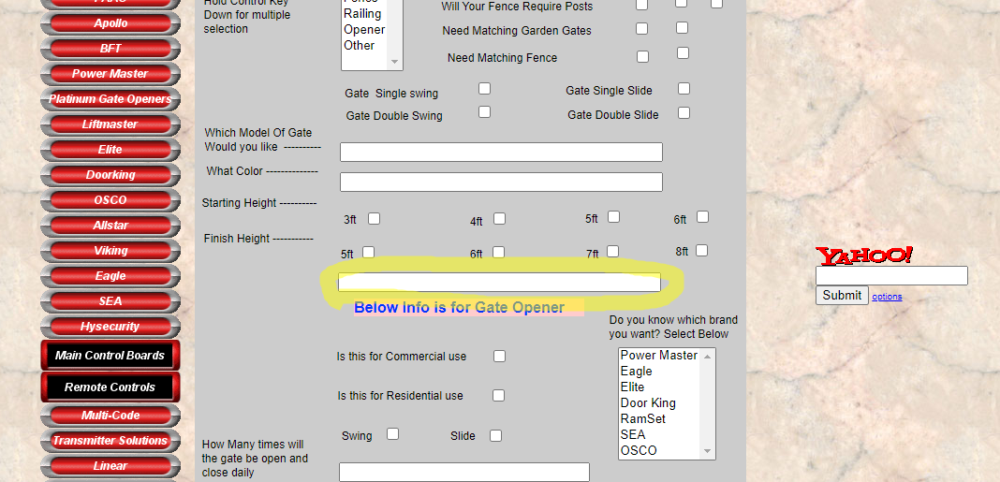 Apollo
BFT
Power Master
Platinum Gate Openers
Liftmaster
Elite
Doorking
OSCO
Allstar
Viking
Eagle
SEA
Hysecurity
Main Control Boards
Remote Controls
Multi-Code
Transmitter Solutions
Linear
Hold Control Key
Down for multiple
selection
Railing
Opener
Other
Will Your Fence Require Posts
Need Matching Garden Gates
Need Matching Fence
Gate Single swing
Gate Single Slide
Gate Double Swing
Gate Double Slide
Which Model Of Gate
Would you like ----------
What Color --------------
Starting Height ----------
3ft
4ft
5ft
6ft
Finish Height -----------
5ft
6ft
7ft
8ft
Below Info is for Gate Opener
Do you know which brand
you want? Select Below
Is this for Commercial use
Is this for Residential use
Power Master
Eagle
Elite
Door King
RamSet
SEA
OSCO
Swing
Slide
How Many times will
the gate be open and
close daily
YAHOO!
Submit
options